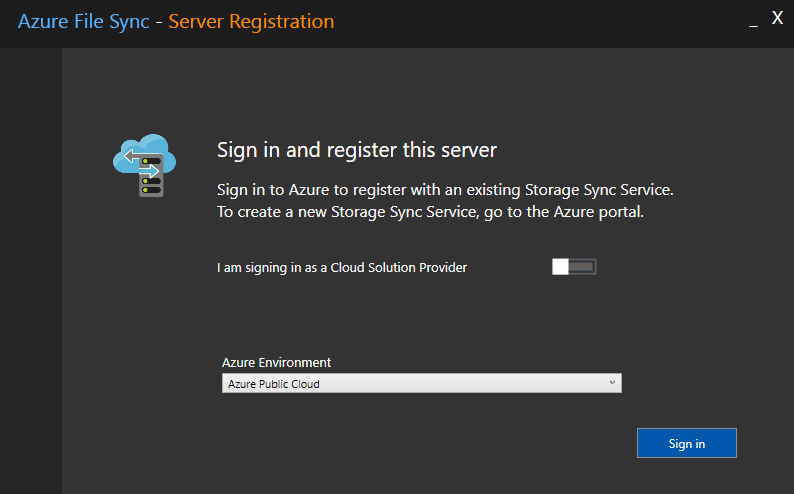 Azure File Sync - Server Registration
_ X
Sign in and register this server
Sign in to Azure to register with an existing Storage Sync Service.
To create a new Storage Sync Service, go to the Azure portal.
I am signing in as a Cloud Solution Provider
Azure Environment
Azure Public Cloud
Sign in